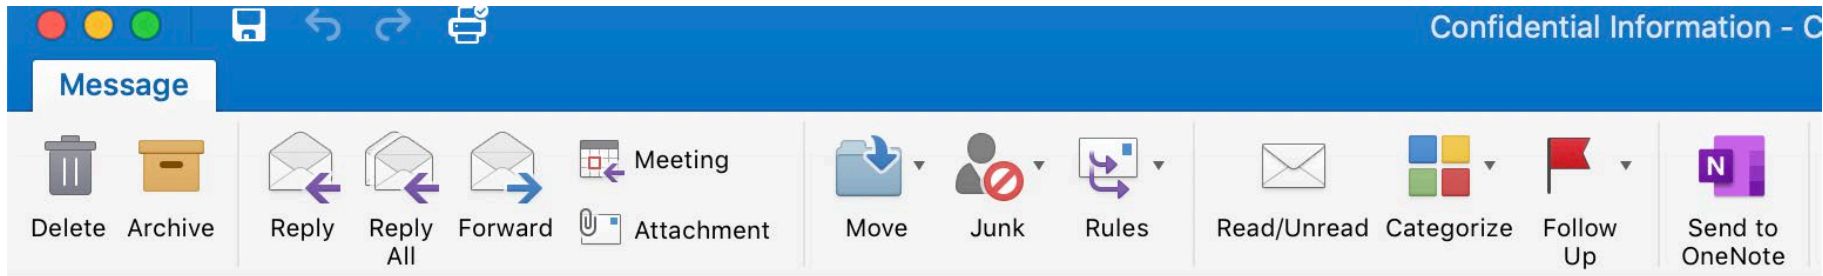 Confidential Information - C
Message
Delete
Archive
Reply
Reply All
Forward
Meeting
Attachment
Move
Junk
Rules
Read/Unread
Categorize
Follow Up
N
Send to OneNote